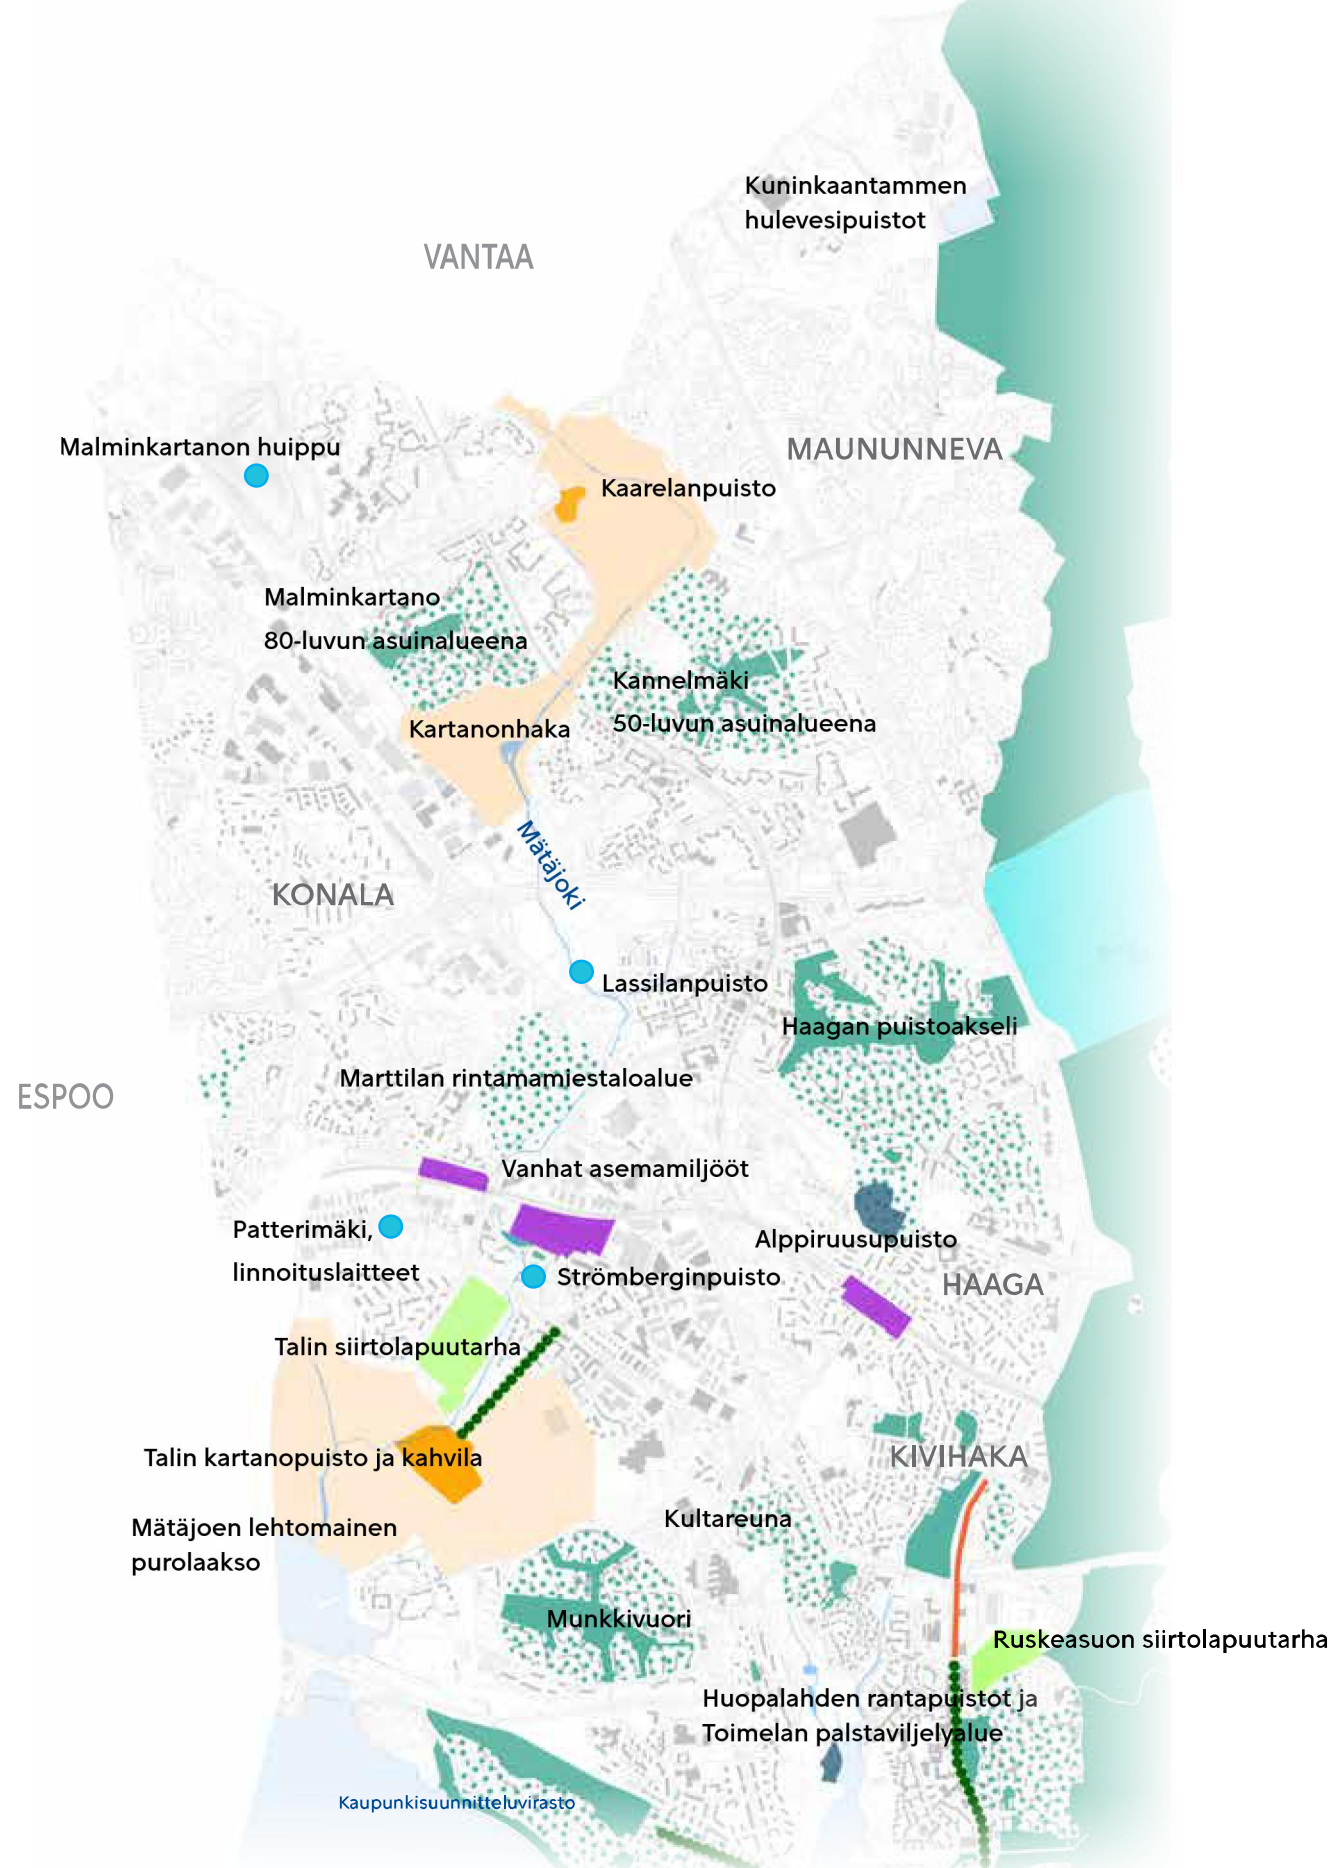 Kuninkaantammen
hulevesipuistot
VANTAA
Malminkartanon huippu
MAUNUNNEVA
Kaarelanpuisto
Malminkartano
80-luvun asuinalueena
Kannelmäki
50-luvun asuinalueena
Kartanonhaka
Mätäjoki
KONALA
Lassilanpuisto
Haagan puistoakseli
Marttilan rintamamiestaloalue
ESPOO
Vanhat asemamiljööt
Patterimäki,
linnoituslaitteet
Alppiruusupuisto
Strömberginpuisto
HAAGA
Talin siirtolapuutarha
Talin kartanopuisto ja kahvila
KIVIHAKA
Mätäjoen lehtomainen
purolaakso
Kultareuna
Munkkivuori
Ruskeasuon siirtolapuutarha
Huopalahden rantapuistot ja
Toimelan palstaviljelyalue
Kaupunkisuunnitteluvirasto